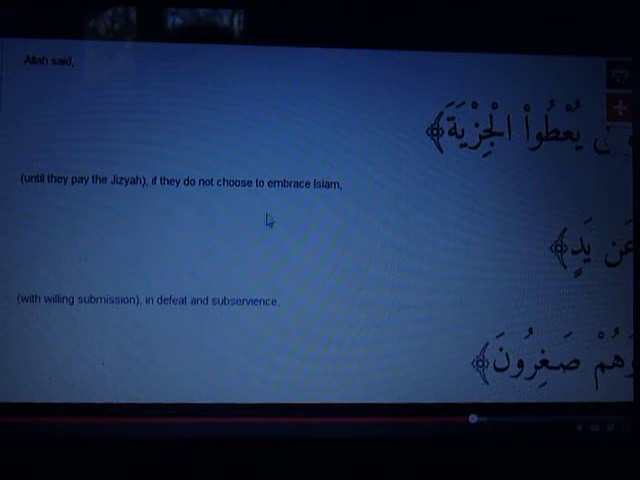 Allah said,
يُعْطُواْ الْجِزْيَةَ﴾
(until they pay the Jizyah), if they do not choose to embrace Islam,
عَن يَدٍ﴾
(with willing submission), in defeat and subservience,
وَهُمْ صَـغِرُونَ﴾